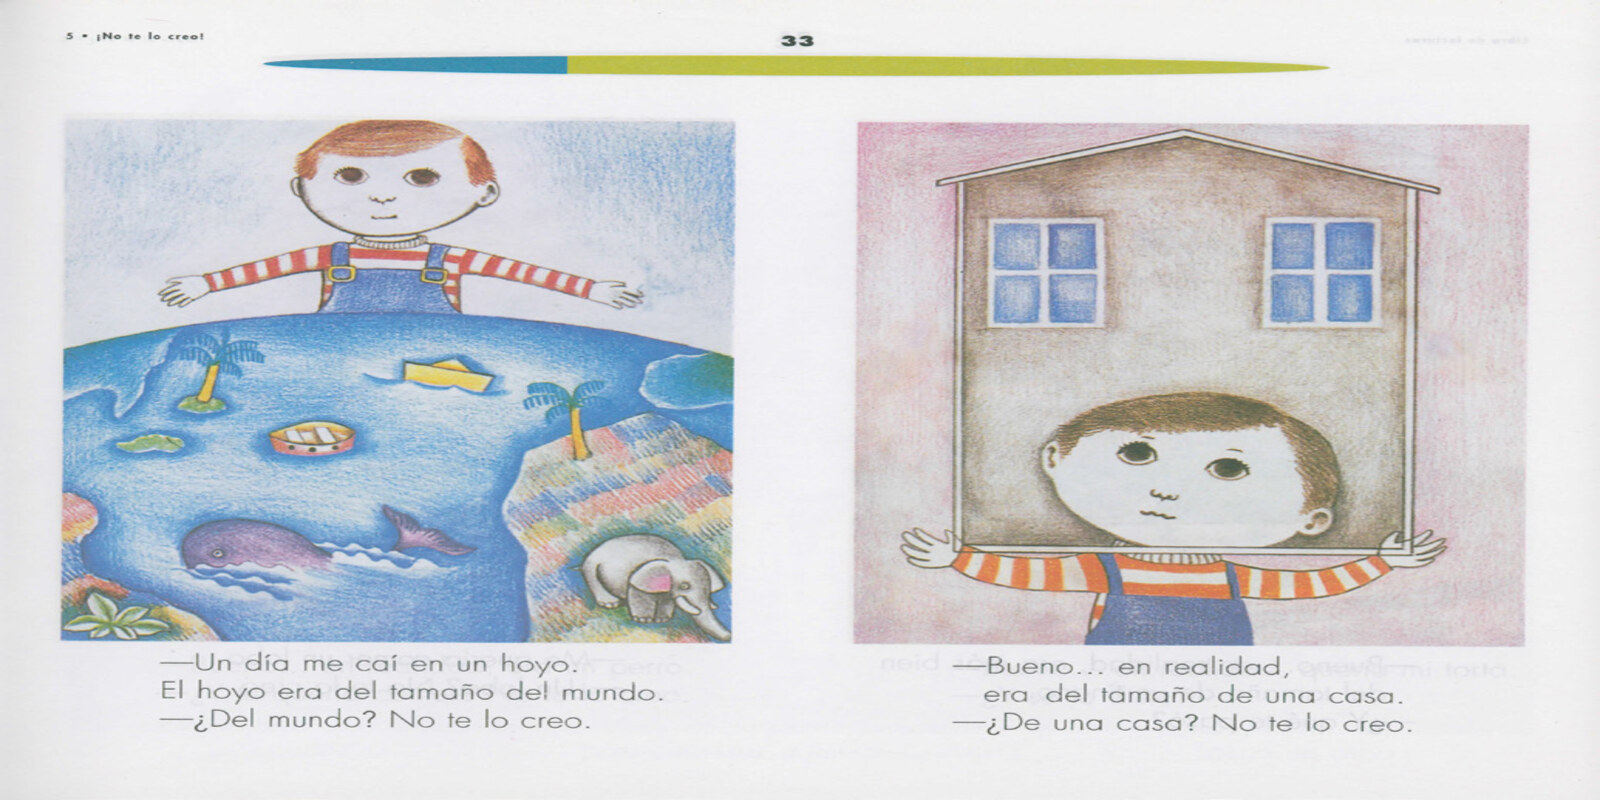 5 • ¡No te lo creo!
33
—Un día me caí en un hoyo.
El hoyo era del tamaño del mundo.
—¿Del mundo? No te lo creo.
—Bueno... en realidad,
era del tamaño de una casa.
—¿De una casa? No te lo creo.